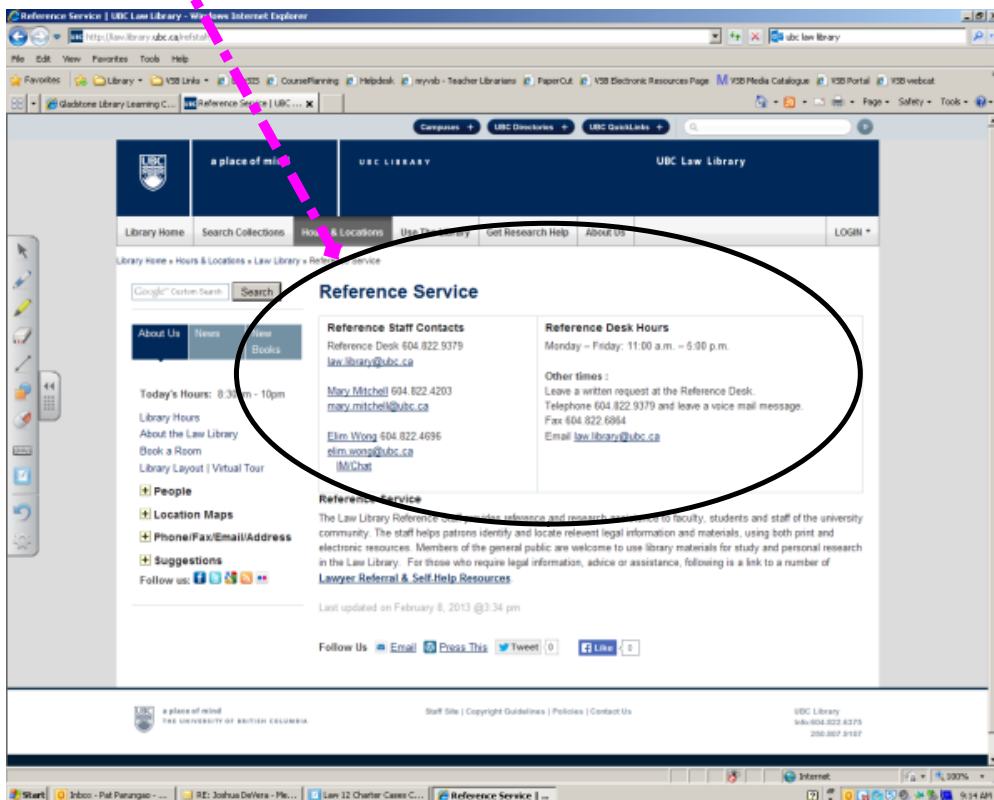 Reference Service | UBC Law Library - Windows Internet Explorer
http://law.library.ubc.ca/refstaff
ubc law library
File Edit View Favorites Tools Help
Favorites Library VSB Links CoursePlanning Helpdesk myvsb - Teacher Librarians PaperCut VSB Electronic Resources Page VSB Media Catalogue VSB Portal VSB webcat
Gladstone Library Learning C... Reference Service | UBC ... Page Safety Tools
Campuses + UBC Directories + UBC QuickLinks +
UBC a place of mind UBC LIBRARY UBC Law Library
Library Home Search Collections Hours & Locations Use The Library Get Research Help About Us LOGIN
Library Home » Hours & Locations » Law Library » Reference Service
Google™ Custom Search Search
Reference Service
About Us News New Books
Today's Hours: 8:30am - 10pm
Library Hours
About the Law Library
Book a Room
Library Layout | Virtual Tour
People
Location Maps
Phone/Fax/Email/Address
Suggestions
Follow us:
Reference Staff Contacts
Reference Desk 604.822.9379
law.library@ubc.ca
Mary Mitchell 604.822.4203
mary.mitchell@ubc.ca
Elim Wong 604.822.4696
elim.wong@ubc.ca
IM/Chat
Reference Desk Hours
Monday – Friday: 11:00 a.m. – 5:00 p.m.
Other times :
Leave a written request at the Reference Desk.
Telephone 604.822.9379 and leave a voice mail message.
Fax 604.822.6864
Email law.library@ubc.ca
Reference Service
The Law Library Reference Staff provides reference and research assistance to faculty, students and staff of the university
community. The staff helps patrons identify and locate relevent legal information and materials, using both print and
electronic resources. Members of the general public are welcome to use library materials for study and personal research
in the Law Library. For those who require legal information, advice or assistance, following is a link to a number of
Lawyer Referral & Self-Help Resources.
Last updated on February 8, 2013 @3:34 pm
Follow Us Email Press This Tweet 0 Like 0
UBC a place of mind
THE UNIVERSITY OF BRITISH COLUMBIA
Staff Site | Copyright Guidelines | Policies | Contact Us
UBC Library
Info:604.822.6375
250.807.9107
Internet 100%
Start Inbox - Pat Parungao - ... RE: Joshua DeVera - Me... Law 12 Charter Cases C... Reference Service | ... 9:14 AM